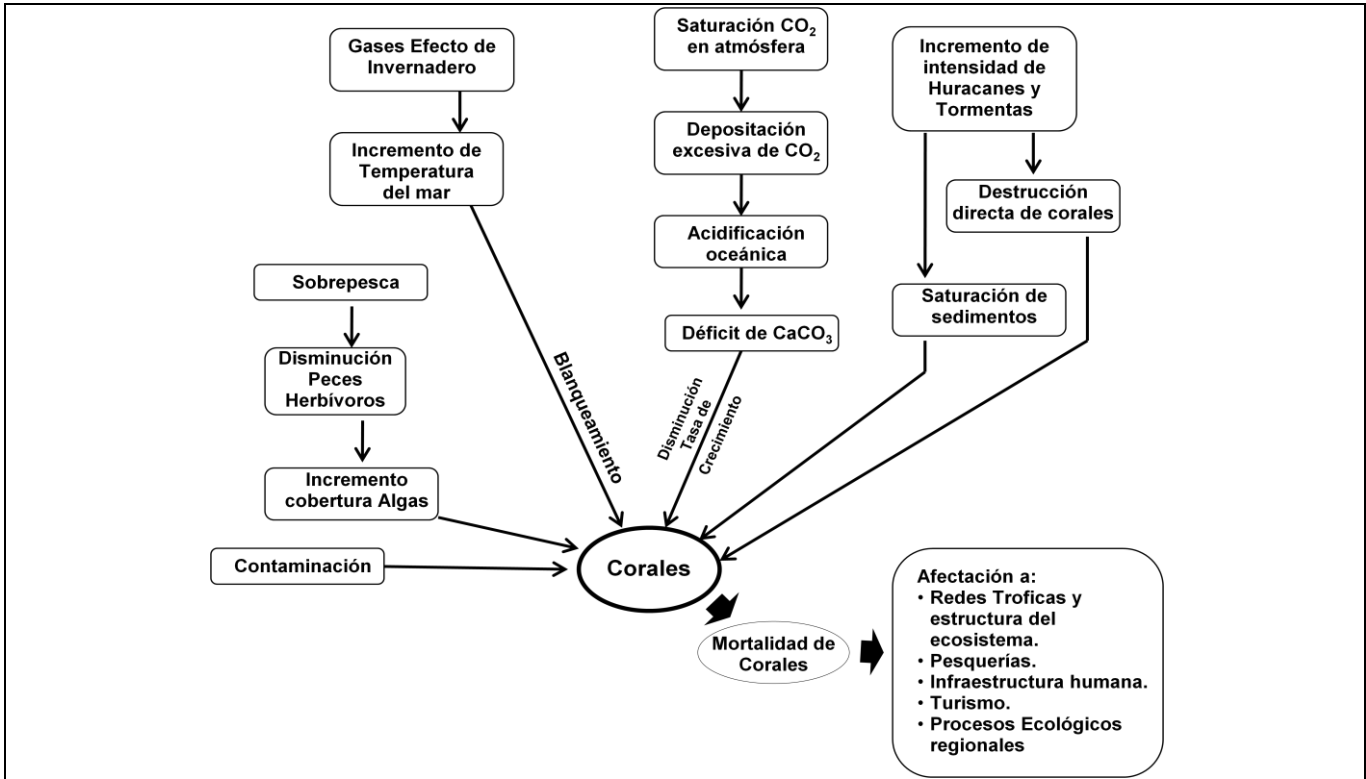 Gases Efecto de
Invernadero
Incremento de
Temperatura
del mar
Blanqueamiento
Saturación CO₂
en atmósfera
Depositación
excesiva de CO₂
Acidificación
oceánica
Déficit de CaCO₃
Disminución
Tasa de
Crecimiento
Incremento de
intensidad de
Huracanes y
Tormentas
Destrucción
directa de corales
Saturación de
sedimentos
Sobrepesca
Disminución
Peces
Herbívoros
Incremento
cobertura Algas
Contaminación
Corales
Mortalidad de
Corales
Afectación a:
• Redes Troficas y
estructura del
ecosistema.
• Pesquerías.
• Infraestructura humana.
• Turismo.
• Procesos Ecológicos
regionales